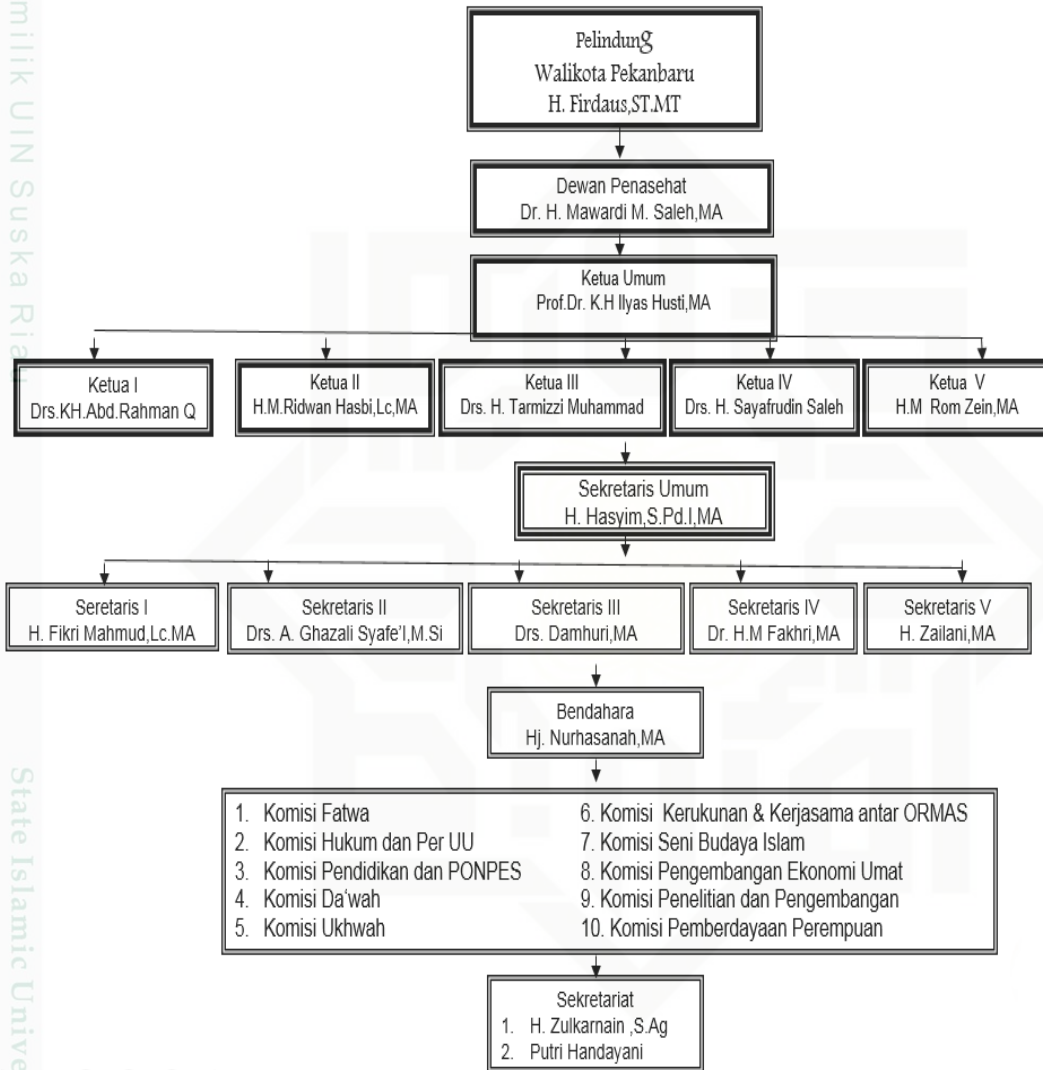 milik UIN Suska Riau
State Islamic Unive
Pelindung
Walikota Pekanbaru
H. Firdaus,ST.MT
Dewan Penasehat
Dr. H. Mawardi M. Saleh,MA
Ketua Umum
Prof.Dr. K.H Ilyas Husti,MA
Ketua I
Drs.KH.Abd.Rahman Q
Ketua II
H.M.Ridwan Hasbi,Lc,MA
Ketua III
Drs. H. Tarmizzi Muhammad
Ketua IV
Drs. H. Sayafrudin Saleh
Ketua V
H.M Rom Zein,MA
Sekretaris Umum
H. Hasyim,S.Pd.I,MA
Seretaris I
H. Fikri Mahmud,Lc.MA
Sekretaris II
Drs. A. Ghazali Syafe'I,M.Si
Sekretaris III
Drs. Damhuri,MA
Sekretaris IV
Dr. H.M Fakhri,MA
Sekretaris V
H. Zailani,MA
Bendahara
Hj. Nurhasanah,MA
1. Komisi Fatwa
2. Komisi Hukum dan Per UU
3. Komisi Pendidikan dan PONPES
4. Komisi Da'wah
5. Komisi Ukhwah
6. Komisi Kerukunan & Kerjasama antar ORMAS
7. Komisi Seni Budaya Islam
8. Komisi Pengembangan Ekonomi Umat
9. Komisi Penelitian dan Pengembangan
10. Komisi Pemberdayaan Perempuan
Sekretariat
1. H. Zulkarnain ,S.Ag
2. Putri Handayani